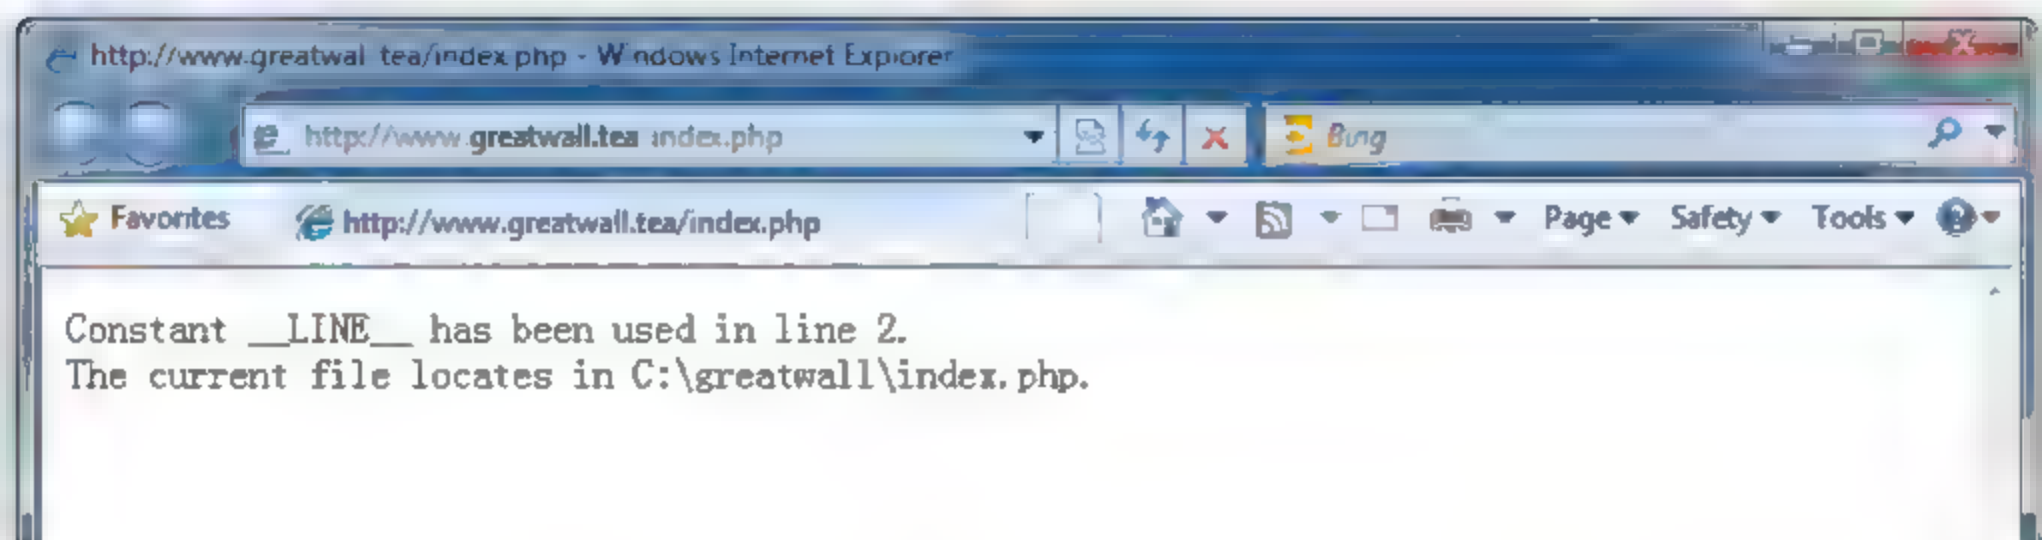 http://www.greatwal tea/index.php - Windows Internet Explorer
http://www.greatwall.tea index.php
Bing
Favorites http://www.greatwall.tea/index.php Page Safety Tools
Constant __LINE__ has been used in line 2.
The current file locates in C:\greatwall\index.php.